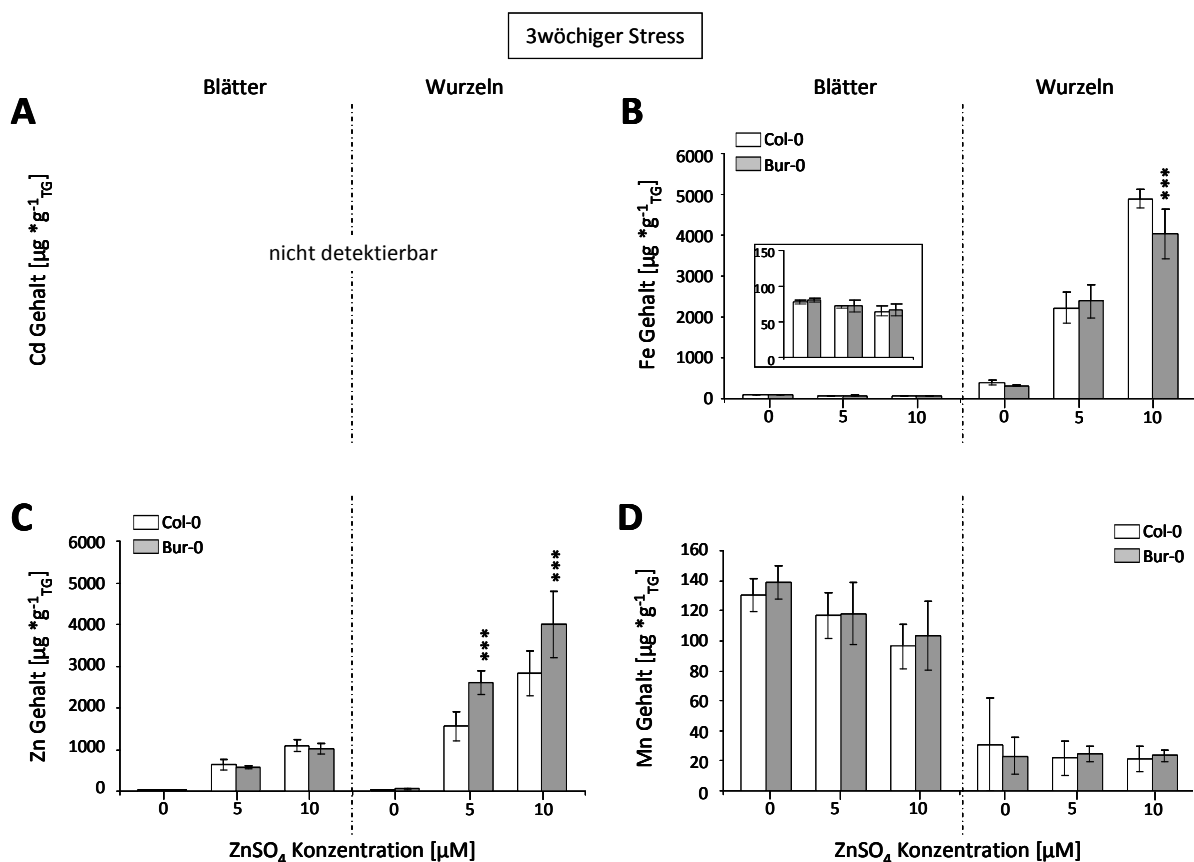 3wöchiger Stress
Blätter Wurzeln
A
Cd Gehalt [µg *g⁻¹TG]
nicht detektierbar
Blätter Wurzeln
B
Col-0
Bur-0
Fe Gehalt [µg *g⁻¹TG]
6000
5000
4000
3000
2000
1000
0
150
100
50
0
***
0 5 10 0 5 10
C
Col-0
Bur-0
Zn Gehalt [µg *g⁻¹TG]
6000
5000
4000
3000
2000
1000
0
***
***
0 5 10 0 5 10
ZnSO₄ Konzentration [µM]
D
Col-0
Bur-0
Mn Gehalt [µg *g⁻¹TG]
160
140
120
100
80
60
40
20
0
0 5 10 0 5 10
ZnSO₄ Konzentration [µM]